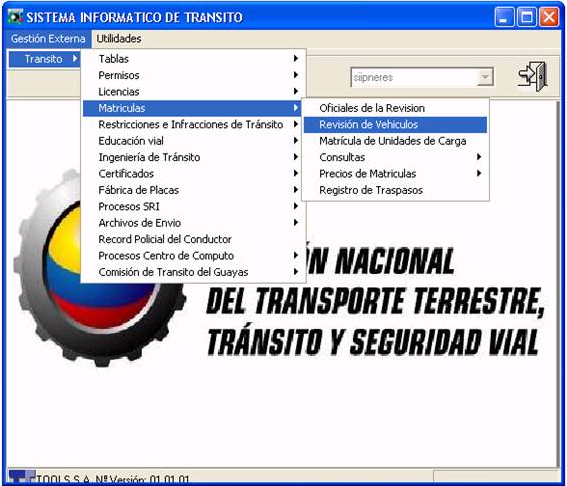 SISTEMA INFORMATICO DE TRANSITO
Gestión Externa Utilidades
Transito
Tablas
Permisos
Licencias
Matriculas
Restricciones e Infracciones de Tránsito
Educación vial
Ingeniería de Tránsito
Certificados
Fábrica de Placas
Procesos SRI
Archivos de Envio
Record Policial del Conductor
Procesos Centro de Computo
Comisión de Transito del Guayas
siipneres
Oficiales de la Revision
Revisión de Vehiculos
Matrícula de Unidades de Carga
Consultas
Precios de Matriculas
Registro de Traspasos
NACIONAL
DEL TRANSPORTE TERRESTRE,
TRÁNSITO Y SEGURIDAD VIAL
TOOLS S.A. Nº Versión: 01.01.01